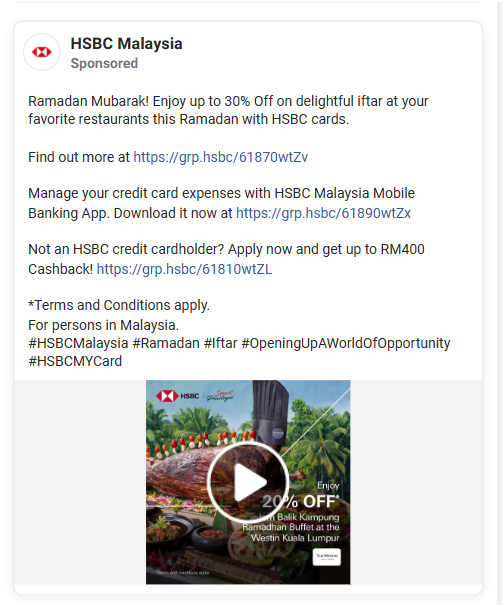 HSBC Malaysia
Sponsored
Ramadan Mubarak! Enjoy up to 30% Off on delightful iftar at your
favorite restaurants this Ramadan with HSBC cards.
Find out more at https://grp.hsbc/61870wtZv
Manage your credit card expenses with HSBC Malaysia Mobile
Banking App. Download it now at https://grp.hsbc/61890wtZx
Not an HSBC credit cardholder? Apply now and get up to RM400
Cashback! https://grp.hsbc/61810wtZL
*Terms and Conditions apply.
For persons in Malaysia.
#HSBCMalaysia #Ramadan #Iftar #OpeningUpAWorldOfOpportunity
#HSBCMYCard
HSBC
Enjoy
20% OFF*
Balik Kampung
Ramadhan Buffet at the
Westin Kuala Lumpur
The Westin
Terms and conditions apply